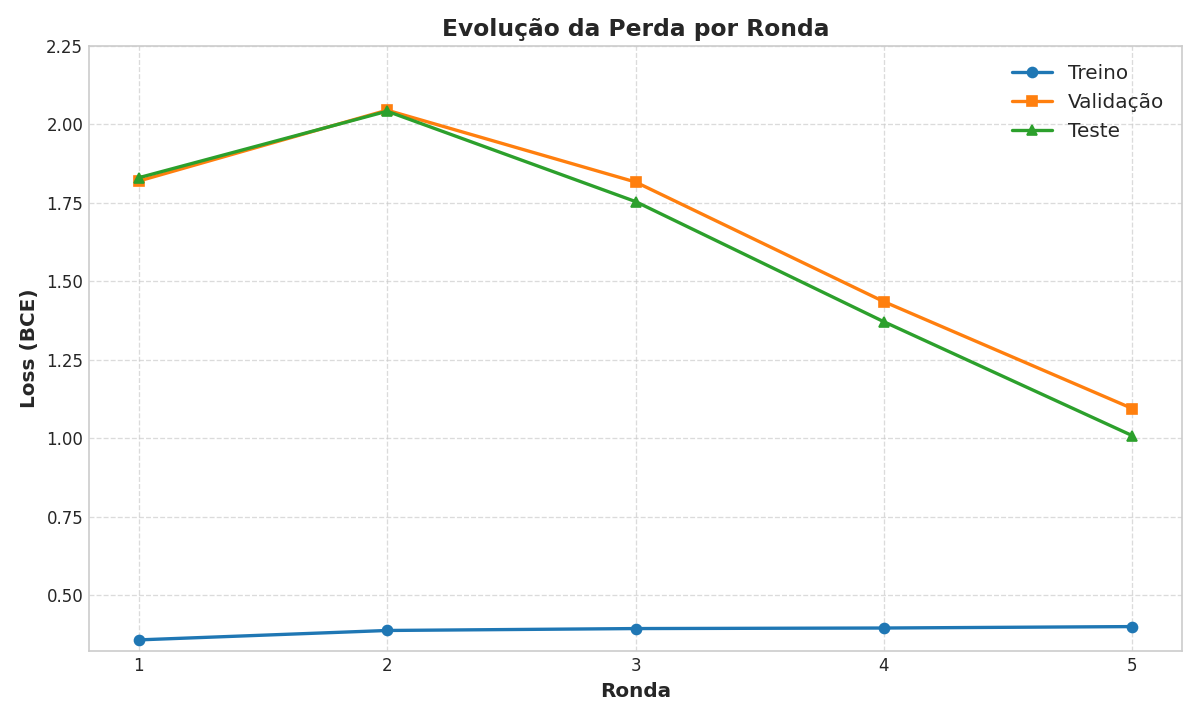 Evolução da Perda por Ronda
Treino
Validação
Teste
Loss (BCE)
2.25
2.00
1.75
1.50
1.25
1.00
0.75
0.50
1 2 3 4 5
Ronda